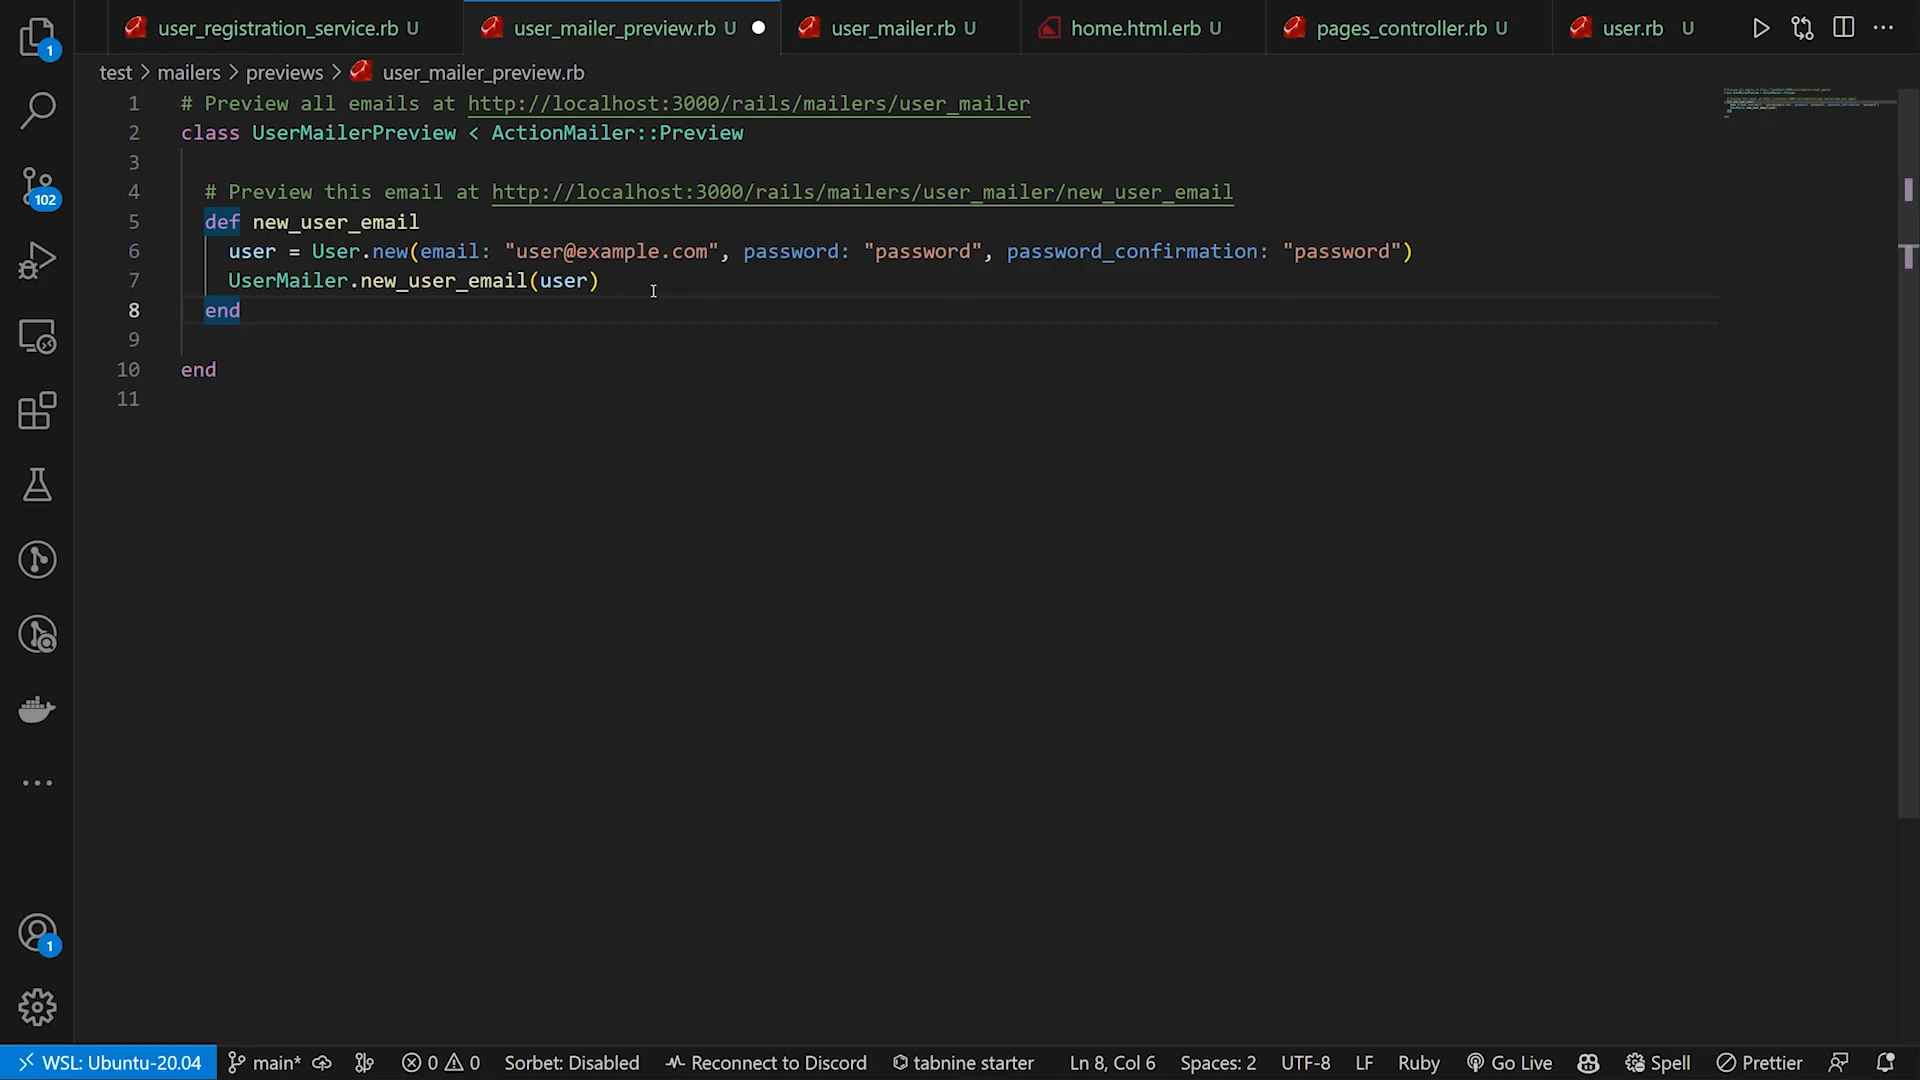 user_registration_service.rb U
user_mailer_preview.rb U
user_mailer.rb U
home.html.erb U
pages_controller.rb U
user.rb U
1
test > mailers > previews > user_mailer_preview.rb
1 # Preview all emails at http://localhost:3000/rails/mailers/user_mailer
2 class UserMailerPreview < ActionMailer::Preview
3
4 # Preview this email at http://localhost:3000/rails/mailers/user_mailer/new_user_email
5 def new_user_email
6 user = User.new(email: "user@example.com", password: "password", password_confirmation: "password")
7 UserMailer.new_user_email(user)
8 end
9
10 end
11
102
1
WSL: Ubuntu-20.04 main* 0 0 Sorbet: Disabled Reconnect to Discord tabnine starter Ln 8, Col 6 Spaces: 2 UTF-8 LF Ruby Go Live Spell Prettier